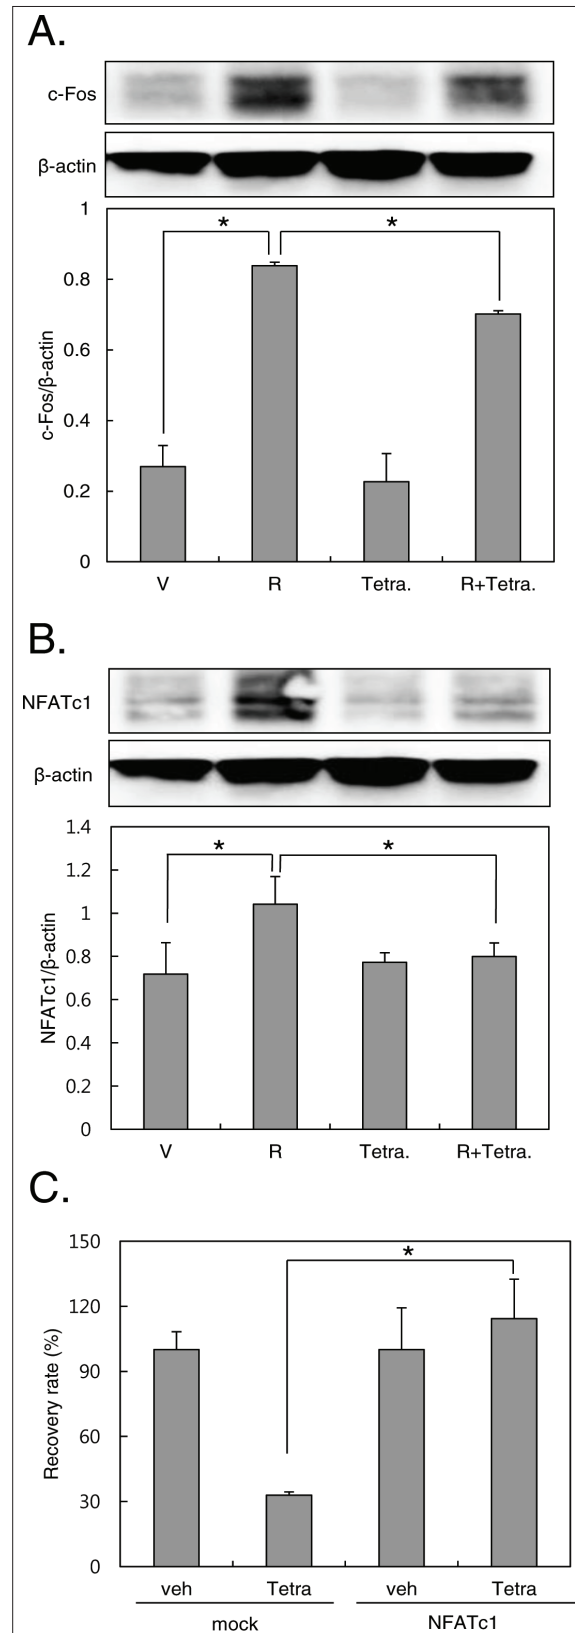 A.
c-Fos
β-actin
1
0.8
0.6
0.4
0.2
0
c-Fos/β-actin
*
*
V R Tetra. R+Tetra.
B.
NFATc1
β-actin
1.4
1.2
1
0.8
0.6
0.4
0.2
0
NFATc1/β-actin
*
*
V R Tetra. R+Tetra.
C.
150
120
90
60
30
0
Recovery rate (%)
*
veh Tetra veh Tetra
mock NFATc1